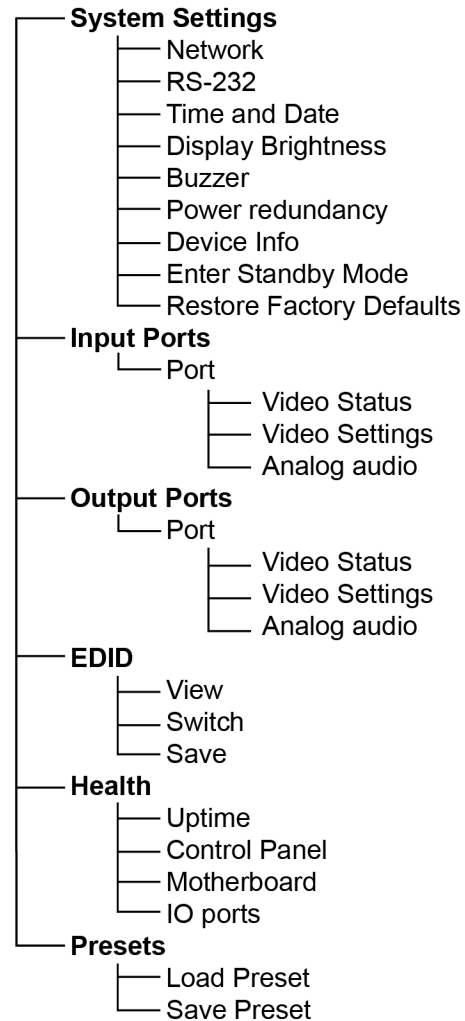 System Settings
Network
RS-232
Time and Date
Display Brightness
Buzzer
Power redundancy
Device Info
Enter Standby Mode
Restore Factory Defaults
Input Ports
Port
Video Status
Video Settings
Analog audio
Output Ports
Port
Video Status
Video Settings
Analog audio
EDID
View
Switch
Save
Health
Uptime
Control Panel
Motherboard
IO ports
Presets
Load Preset
Save Preset